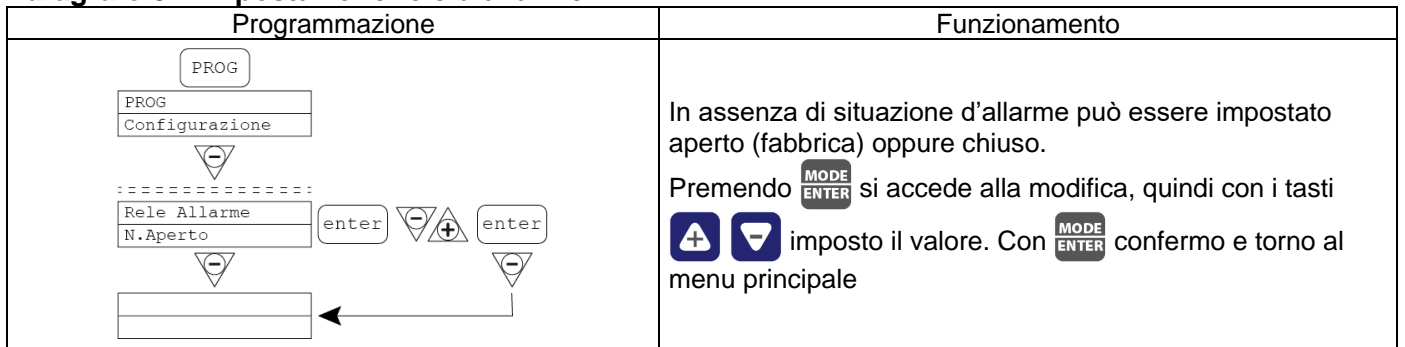 Programmazione
Funzionamento
PROG
PROG
Configurazione
Rele Allarme
N.Aperto
enter
enter
In assenza di situazione d'allarme può essere impostato
aperto (fabbrica) oppure chiuso.
Premendo MODE ENTER si accede alla modifica, quindi con i tasti
+ - imposto il valore. Con MODE ENTER confermo e torno al
menu principale